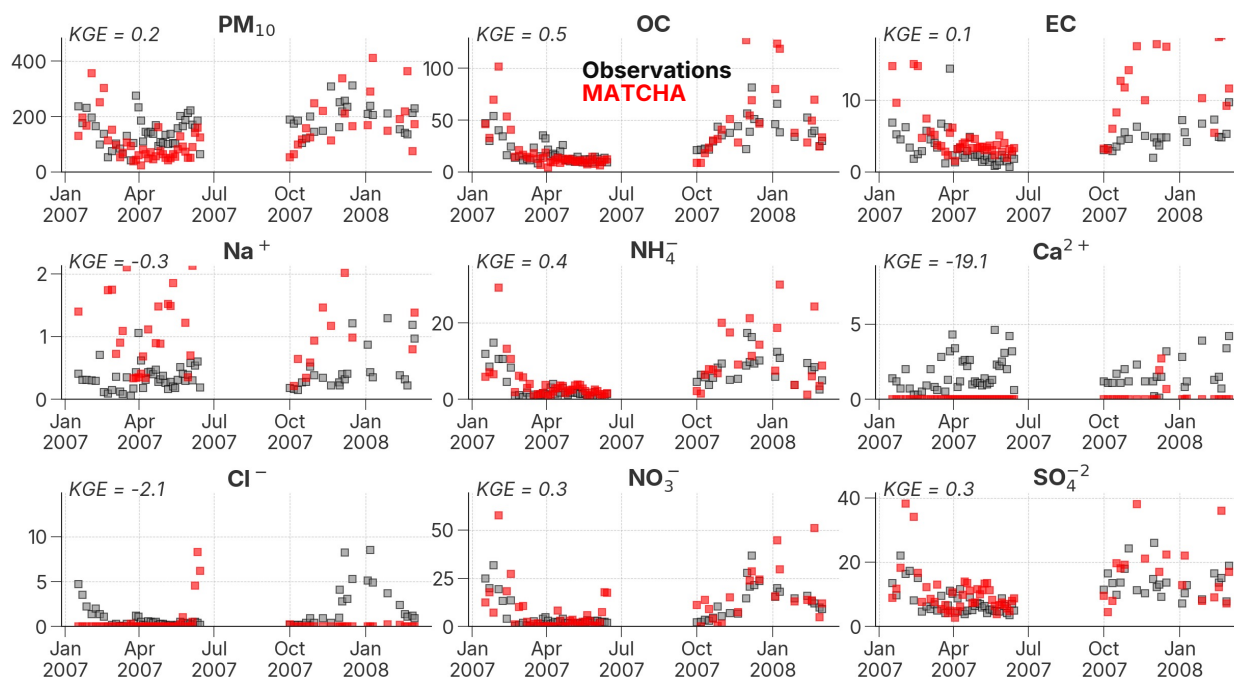 PM₁₀
KGE = 0.2
400
200
0
Jan Apr Jul Oct Jan
2007 2007 2007 2007 2008
OC
KGE = 0.5
Observations
MATCHA
100
50
0
Jan Apr Jul Oct Jan
2007 2007 2007 2007 2008
EC
KGE = 0.1
10
0
Jan Apr Jul Oct Jan
2007 2007 2007 2007 2008
Na⁺
KGE = -0.3
2
1
0
Jan Apr Jul Oct Jan
2007 2007 2007 2007 2008
NH₄⁻
KGE = 0.4
20
0
Jan Apr Jul Oct Jan
2007 2007 2007 2007 2008
Ca²⁺
KGE = -19.1
5
0
Jan Apr Jul Oct Jan
2007 2007 2007 2007 2008
Cl⁻
KGE = -2.1
10
5
0
Jan Apr Jul Oct Jan
2007 2007 2007 2007 2008
NO₃⁻
KGE = 0.3
50
25
0
Jan Apr Jul Oct Jan
2007 2007 2007 2007 2008
SO₄⁻²
KGE = 0.3
40
20
0
Jan Apr Jul Oct Jan
2007 2007 2007 2007 2008